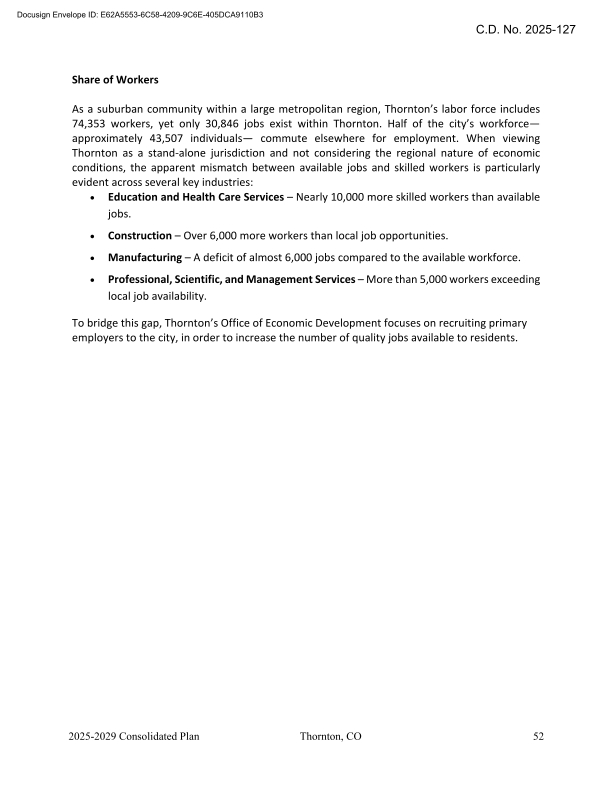 Docusign Envelope ID: E62A5553-6C58-4209-9C6E-405DCA9110B3
C.D. No. 2025-127
Share of Workers
As a suburban community within a large metropolitan region, Thornton’s labor force includes
74,353 workers, yet only 30,846 jobs exist within Thornton. Half of the city’s workforce—
approximately 43,507 individuals— commute elsewhere for employment. When viewing
Thornton as a stand-alone jurisdiction and not considering the regional nature of economic
conditions, the apparent mismatch between available jobs and skilled workers is particularly
evident across several key industries:
• Education and Health Care Services – Nearly 10,000 more skilled workers than available
jobs.
• Construction – Over 6,000 more workers than local job opportunities.
• Manufacturing – A deficit of almost 6,000 jobs compared to the available workforce.
• Professional, Scientific, and Management Services – More than 5,000 workers exceeding
local job availability.
To bridge this gap, Thornton’s Office of Economic Development focuses on recruiting primary
employers to the city, in order to increase the number of quality jobs available to residents.
2025-2029 Consolidated Plan Thornton, CO 52